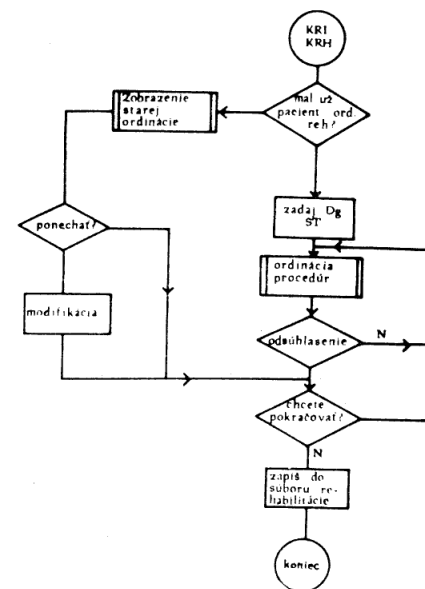 KRI
KRH
mal už
pacient ord.
reh?
Zobrazenie
starej
ordinácie
zadaj Dg
ST
ponechať?
ordinácia
procedúr
modifikácia
odsúhlasenie
N
chcete
pokračovať?
N
zapíš do
súboru re-
habilitácie
koniec